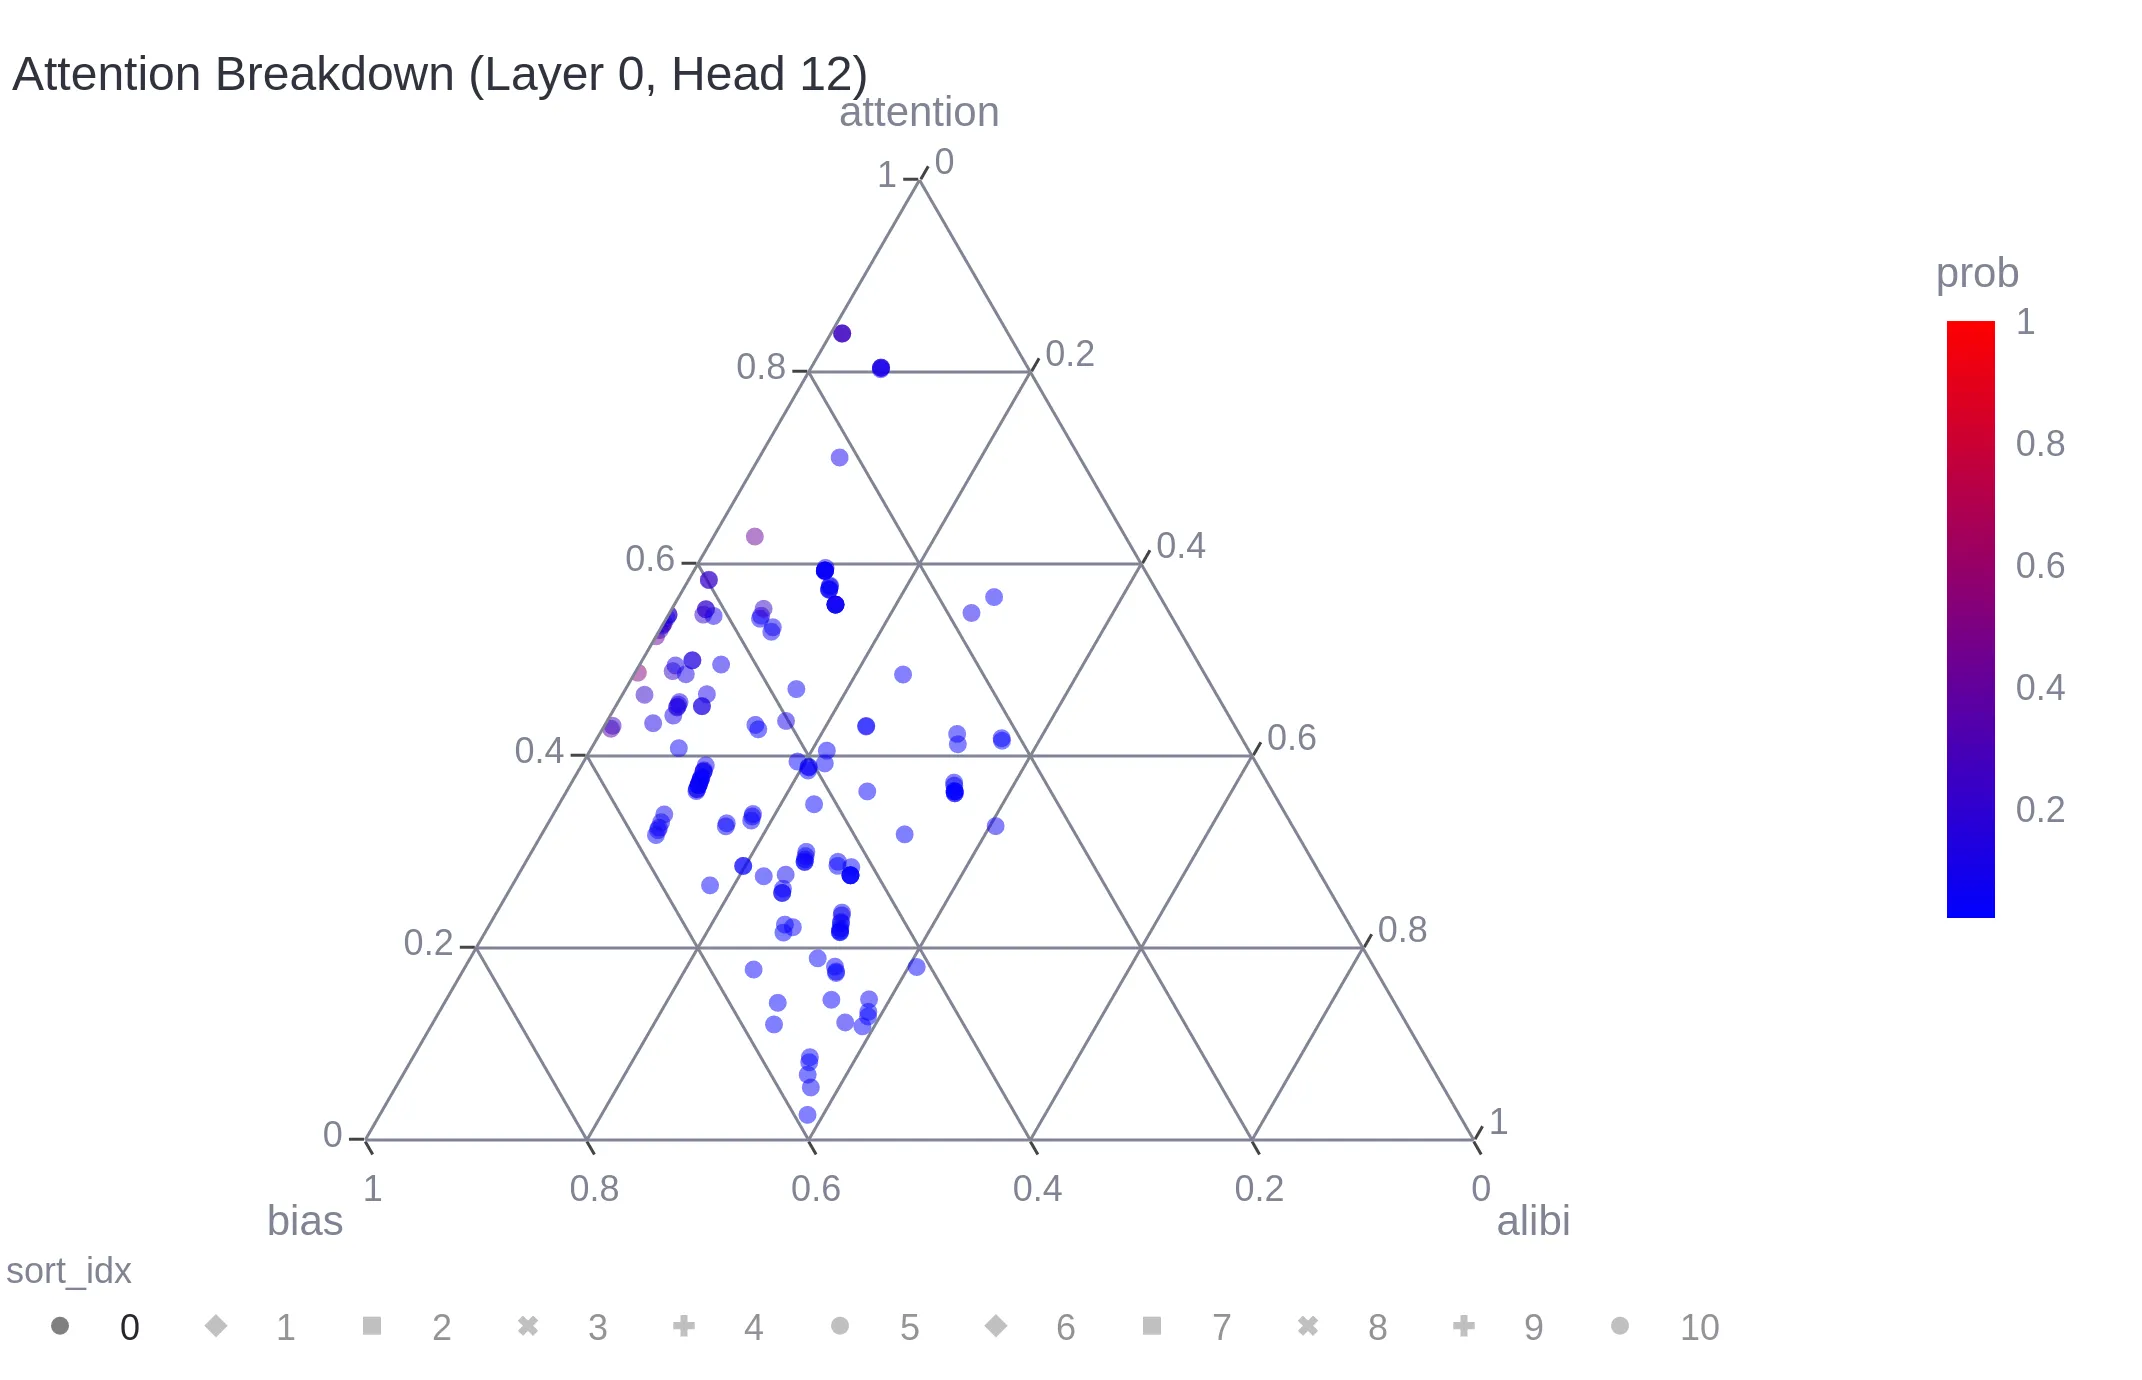 Attention Breakdown (Layer 0, Head 12)
attention
1 0
0.8 0.2
0.6 0.4
0.4 0.6
0.2 0.8
0 1
1 0.8 0.6 0.4 0.2 0
bias alibi
prob
1
0.8
0.6
0.4
0.2
sort_idx
0 1 2 3 4 5 6 7 8 9 10